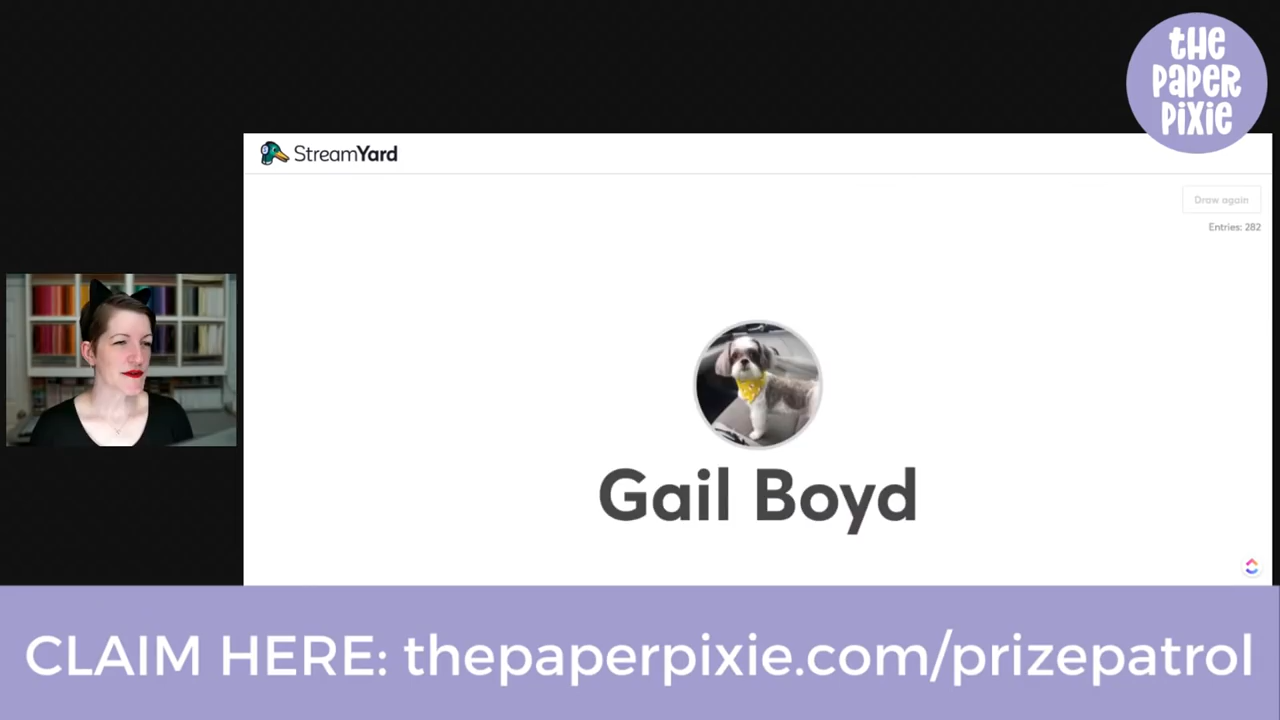 the
PAPER
PiXiE
StreamYard
Draw again
Entries: 282
Gail Boyd
CLAIM HERE: thepaperpixie.com/prizepatrol